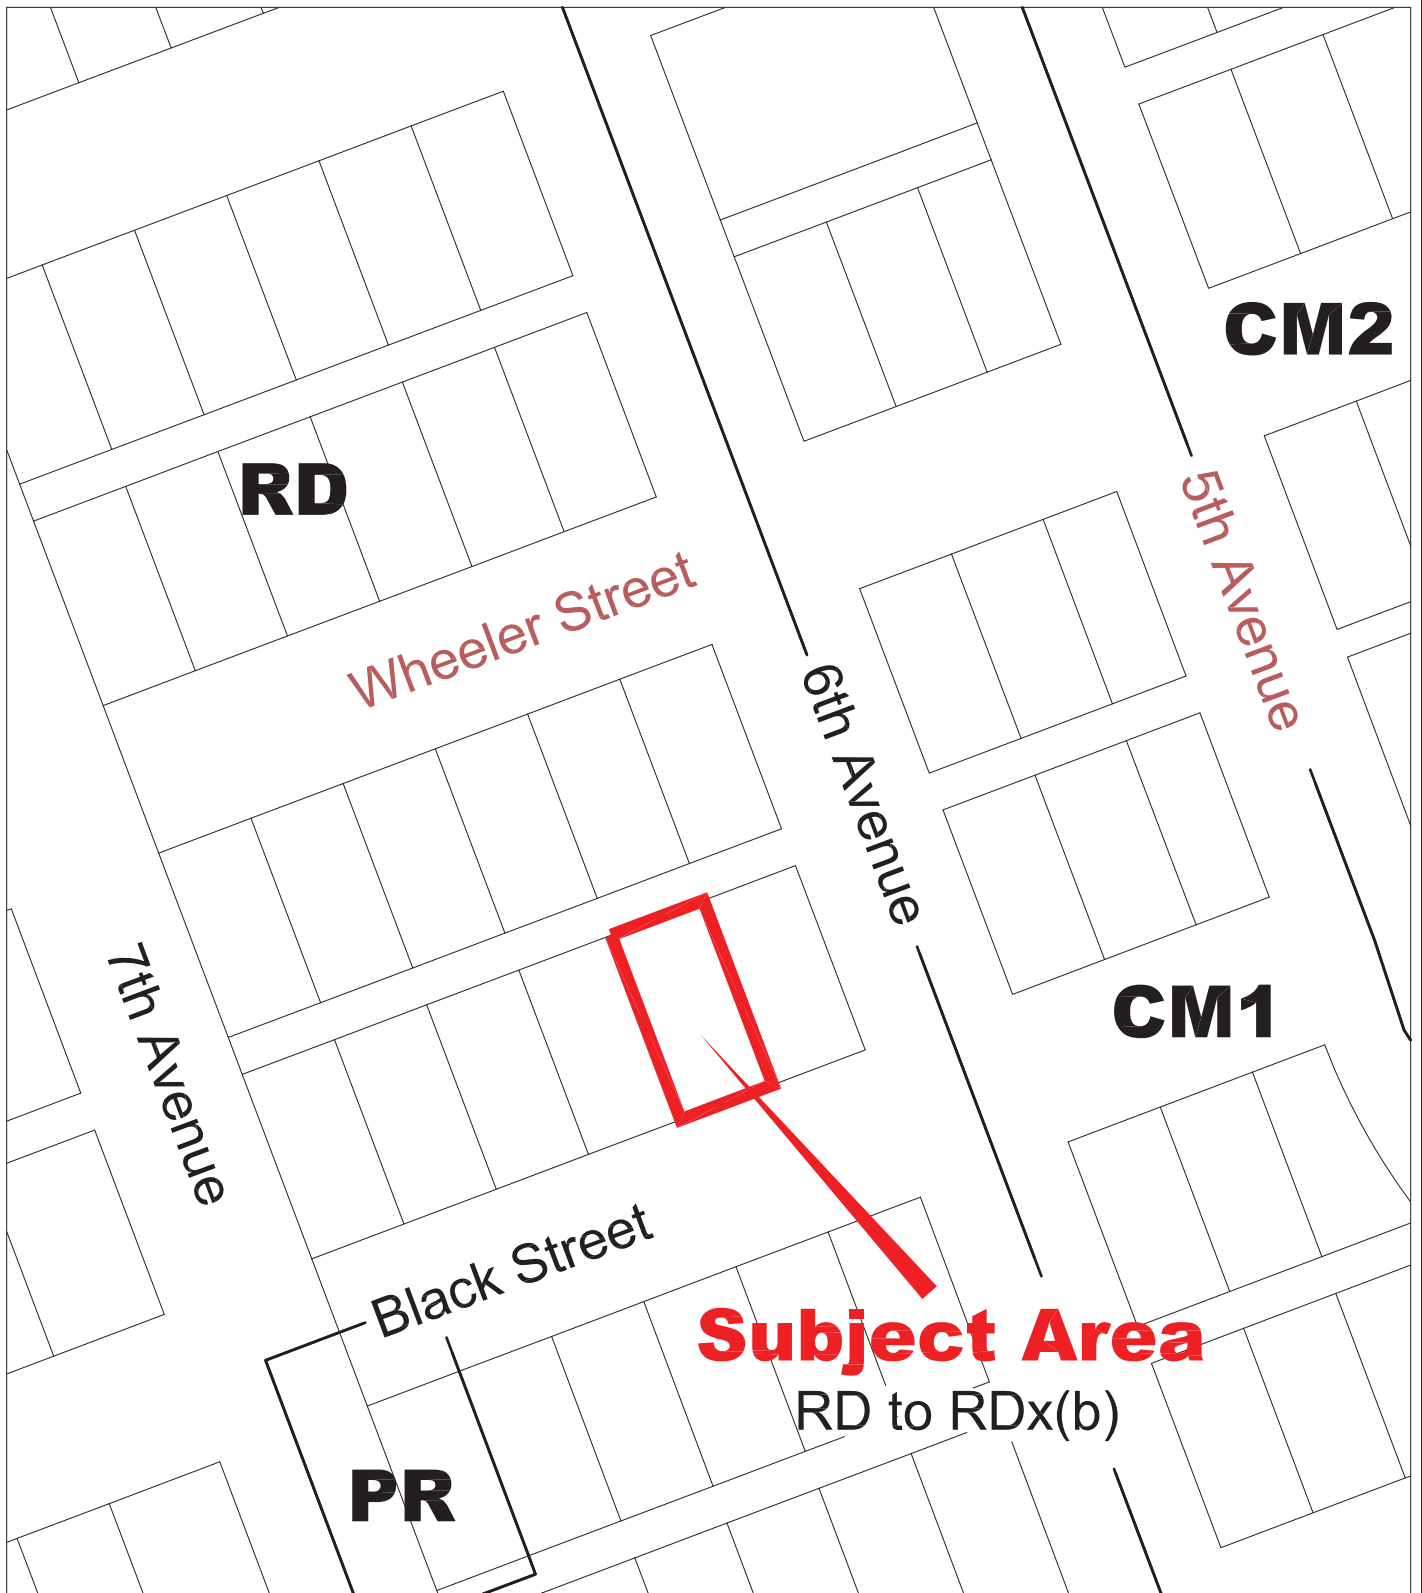 CM2
RD
5th Avenue
Wheeler Street
6th Avenue
7th Avenue
CM1
Black Street
Subject Area
RD to RDx(b)
PR